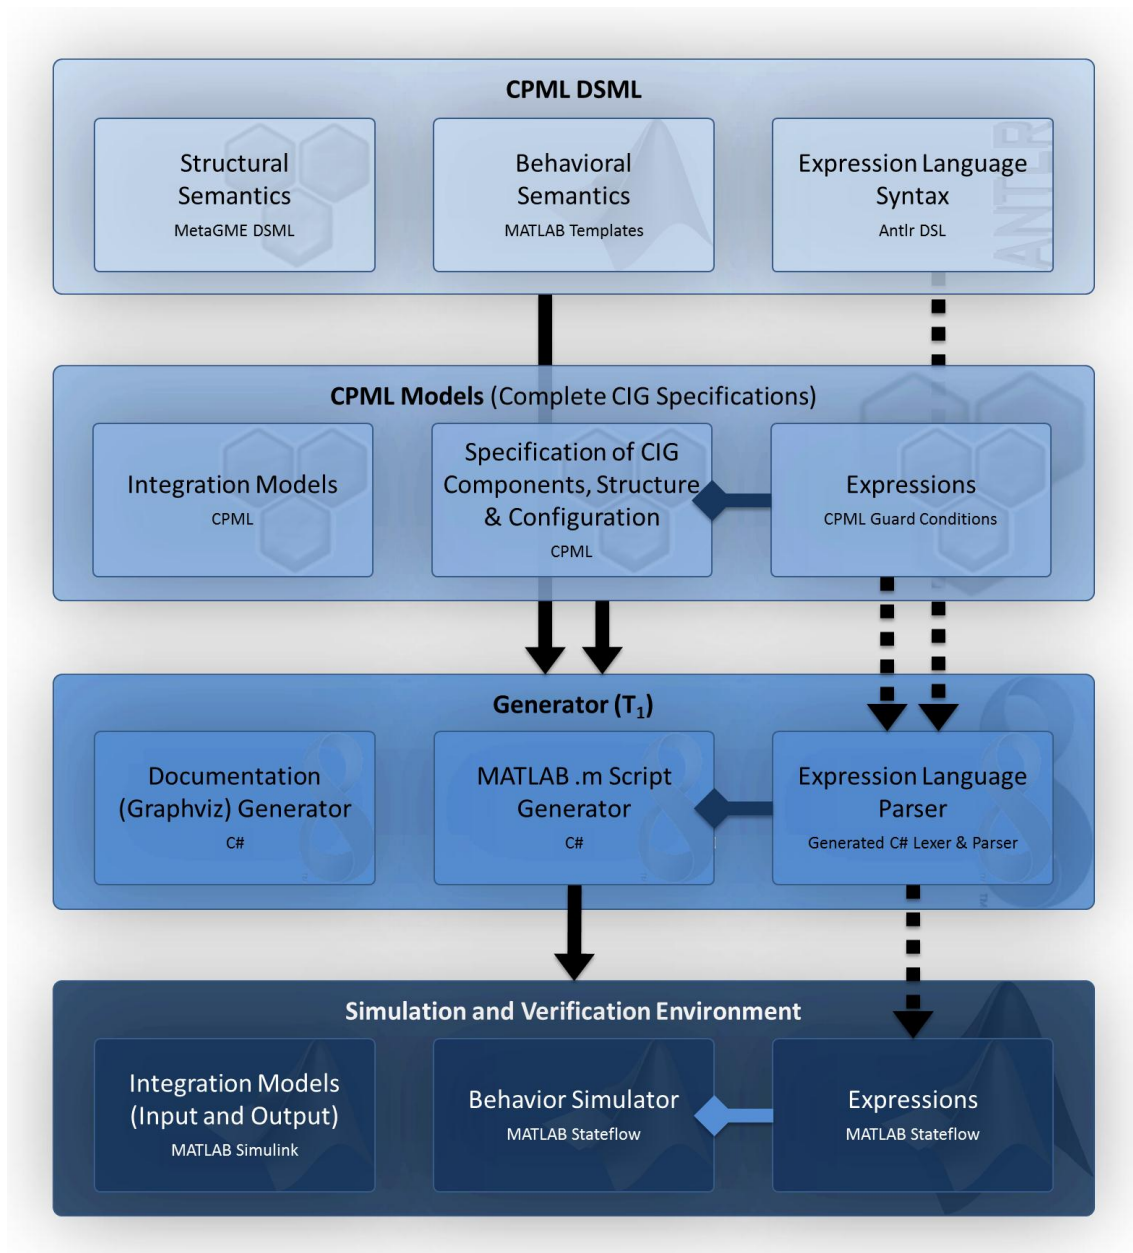 CPML DSML
Structural
Semantics
MetaGME DSML
Behavioral
Semantics
MATLAB Templates
Expression Language
Syntax
Antlr DSL
ANTLR
CPML Models (Complete CIG Specifications)
Integration Models
CPML
Specification of CIG
Components, Structure
& Configuration
CPML
Expressions
CPML Guard Conditions
Generator (T1)
Documentation
(Graphviz) Generator
C#
MATLAB .m Script
Generator
C#
Expression Language
Parser
Generated C# Lexer & Parser
TM
Simulation and Verification Environment
Integration Models
(Input and Output)
MATLAB Simulink
Behavior Simulator
MATLAB Stateflow
Expressions
MATLAB Stateflow